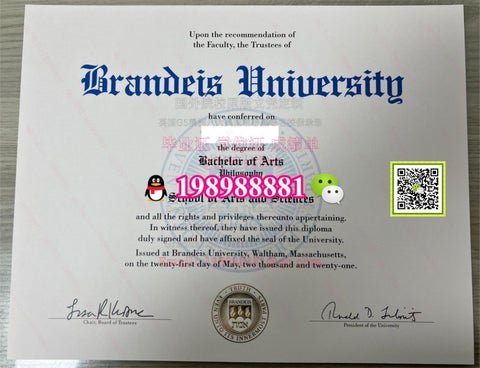 Upon the recommendation of
the Faculty, the Trustees of
Brandeis University
have conferred on
the degree of
Bachelor of Arts
Philosophy
198988881
School of Arts and Sciences
and all the rights and privileges thereunto appertaining.
In witness thereof, they have issued this diploma
duly signed and have affixed the seal of the University.
Issued at Brandeis University, Waltham, Massachusetts,
on the twenty-first day of May, two thousand and twenty-one.
Chair, Board of Trustees
BRANDEIS
President of the University